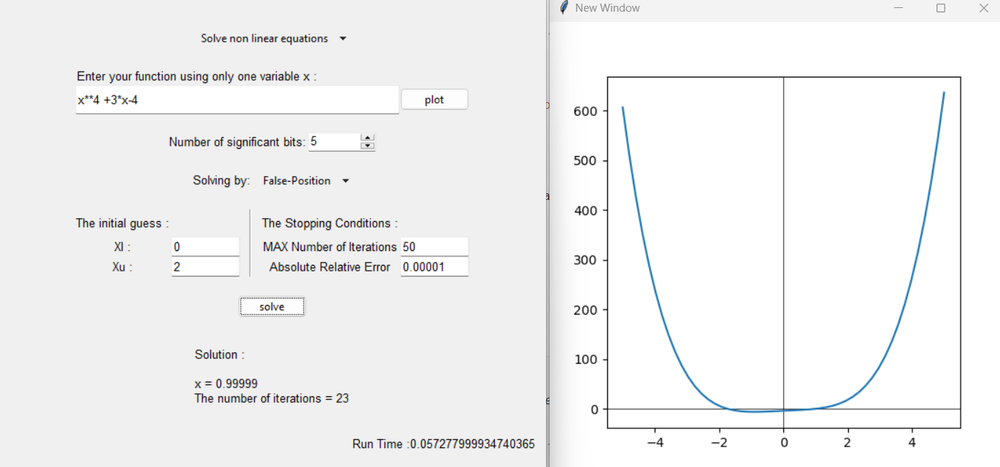 Solve non linear equations
Enter your function using only one variable x :
x**4 +3*x-4
plot
Number of significant bits: 5
Solving by: False-Position
The initial guess :
Xl : 0
Xu : 2
The Stopping Conditions :
MAX Number of Iterations 50
Absolute Relative Error 0.00001
solve
Solution :
x = 0.99999
The number of iterations = 23
Run Time :0.057277999934740365
New Window
600
500
400
300
200
100
0
−4 −2 0 2 4